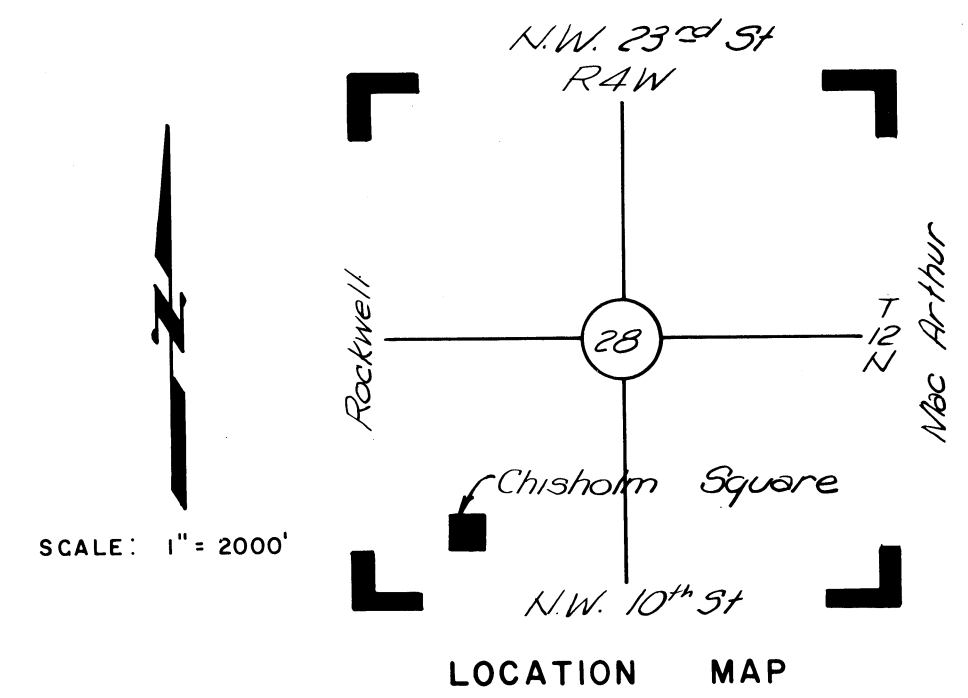 N.W. 23rd St
R4W
N
Rockwell
28
T
12
N
Mac Arthur
Chisholm Square
SCALE: 1" = 2000'
N.W. 10th St
LOCATION MAP